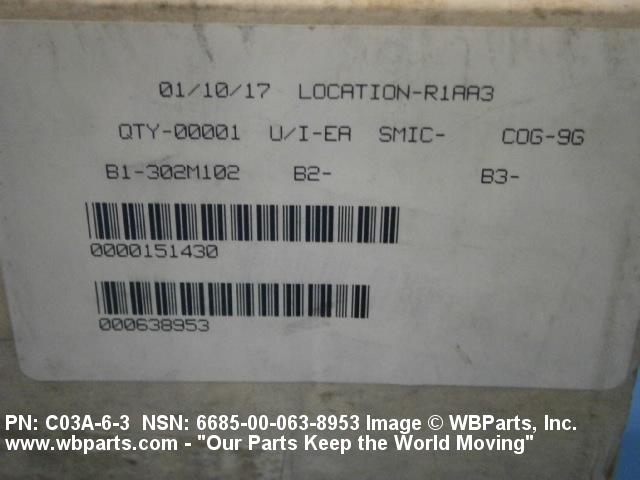 01/10/17 LOCATION-R1AA3
QTY-00001 U/I-EA SMIC- COG-9G
B1-302M102 B2- B3-
0000151430
000638953
PN: C03A-6-3 NSN: 6685-00-063-8953 Image © WBParts, Inc.
www.wbparts.com - "Our Parts Keep the World Moving"